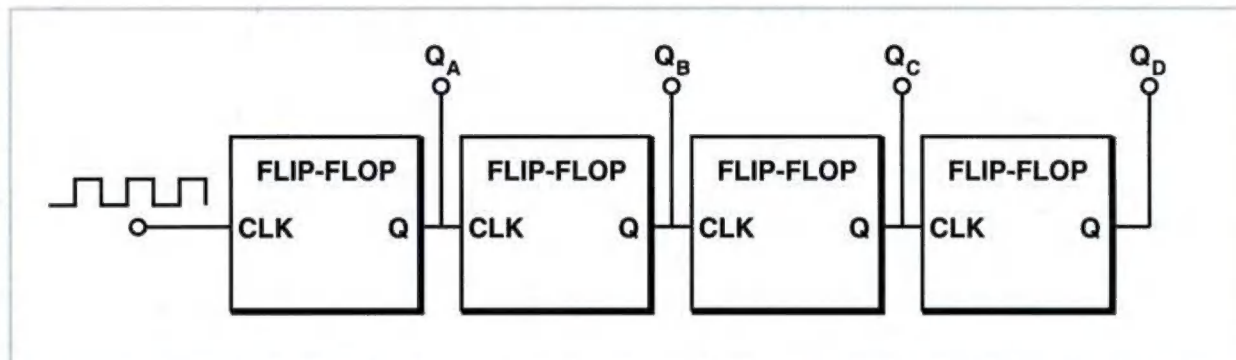 Q_A
Q_B
Q_C
Q_D
FLIP-FLOP
CLK
Q
FLIP-FLOP
CLK
Q
FLIP-FLOP
CLK
Q
FLIP-FLOP
CLK
Q